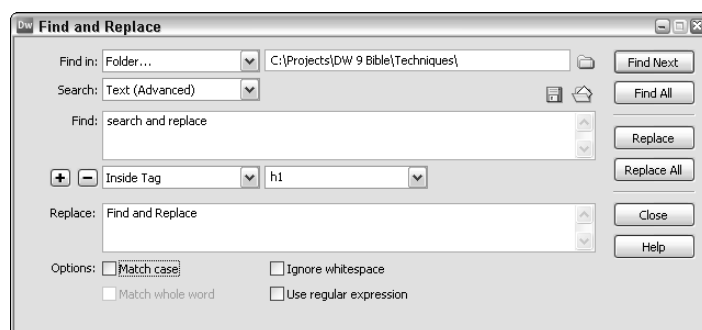 Dw Find and Replace
Find in: Folder... C:\Projects\DW 9 Bible\Techniques\ Find Next
Search: Text (Advanced) Find All
Find: search and replace
Replace
Inside Tag h1 Replace All
Replace: Find and Replace Close
Help
Options: Match case Ignore whitespace
Match whole word Use regular expression